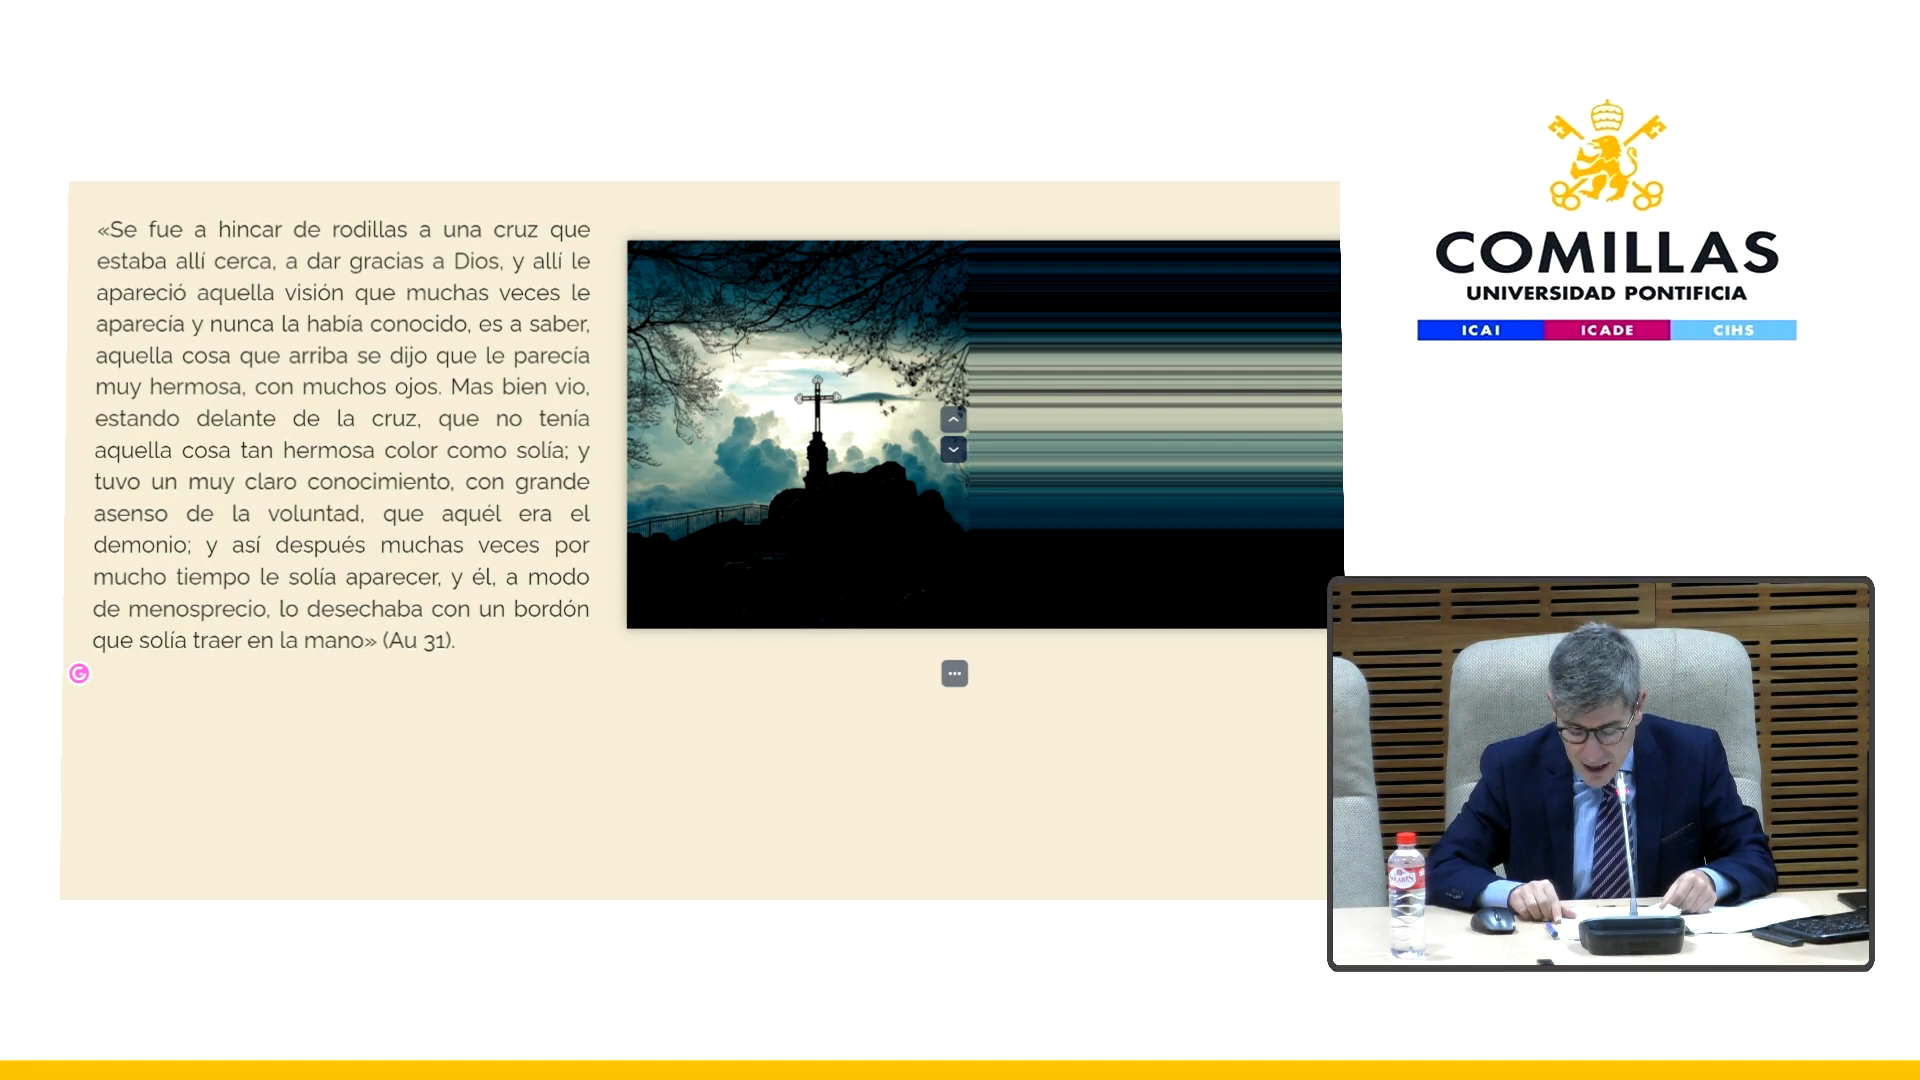 «Se fue a hincar de rodillas a una cruz que
estaba allí cerca, a dar gracias a Dios, y allí le
apareció aquella visión que muchas veces le
aparecía y nunca la había conocido, es a saber,
aquella cosa que arriba se dijo que le parecía
muy hermosa, con muchos ojos. Mas bien vio,
estando delante de la cruz, que no tenía
aquella cosa tan hermosa color como solía; y
tuvo un muy claro conocimiento, con grande
asenso de la voluntad, que aquél era el
demonio; y así después muchas veces por
mucho tiempo le solía aparecer, y él, a modo
de menosprecio, lo desechaba con un bordón
que solía traer en la mano» (Au 31).
COMILLAS
UNIVERSIDAD PONTIFICIA
ICAI ICADE CIHS